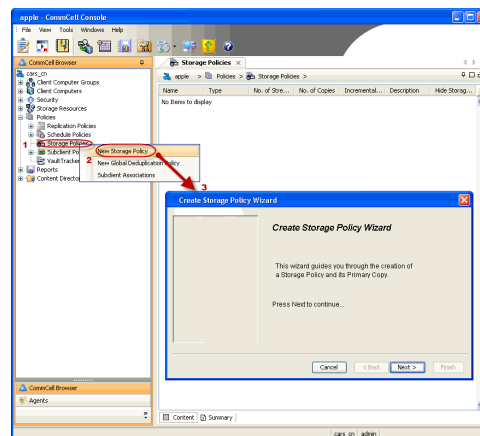 apple - CommCell Console
File View Tools Windows Help
CommCell Browser
Storage Policies
cars_cn
Client Computer Groups
Client Computers
Security
Storage Resources
Policies
Replication Policies
Schedule Policies
1 Storage Policies
Subclient Po
VaultTracker
Reports
Content Director
apple > Policies > Storage Policies >
Name Type No. of Stre... No. of Copies Incremental... Description Hide Storag...
No Items to display
New Storage Policy
2 New Global Deduplication Policy
Subclient Associations
3
Create Storage Policy Wizard
Create Storage Policy Wizard
This wizard guides you through the creation of
a Storage Policy and its Primary Copy.
Press Next to continue...
Cancel < Back Next > Finish
CommCell Browser
Agents
Content Summary
cars_cn admin